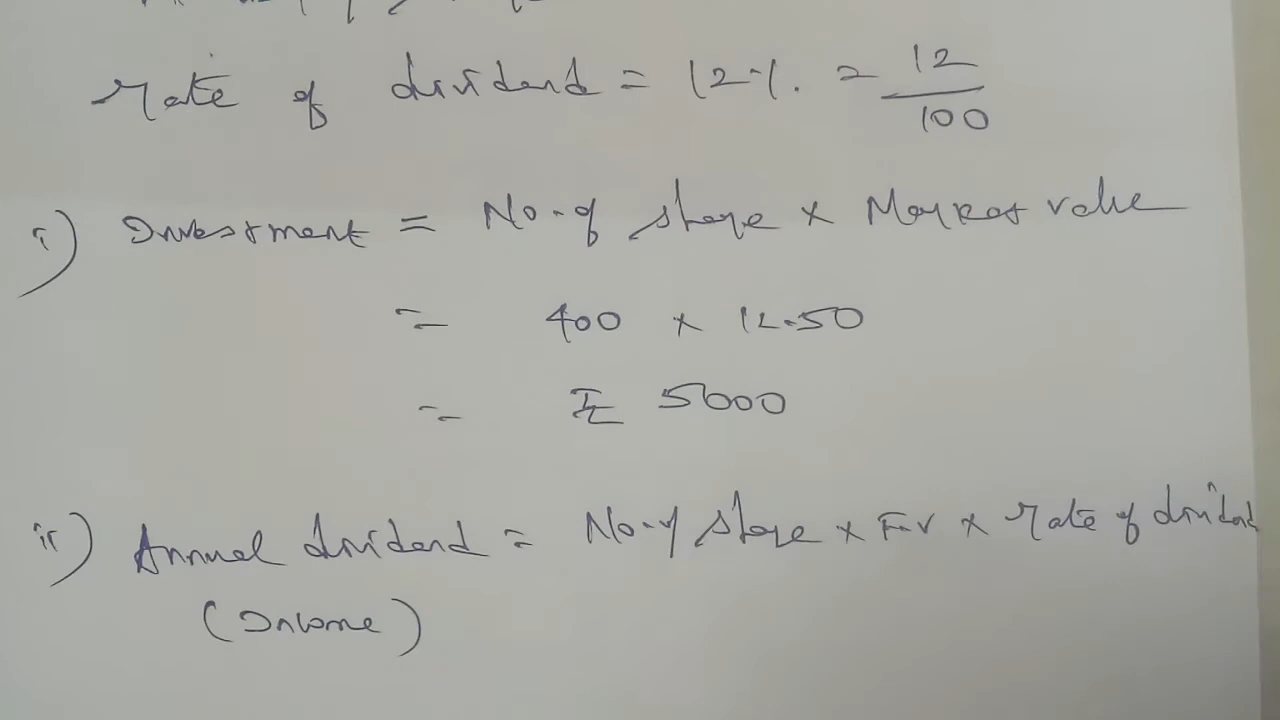 rate of dividend = 12%. = 12/100
i) Investment = No. of share × Market value
= 400 × 12.50
= ₹ 5000
ii) Annual dividend = No. of share × F.V × rate of dividend
(Income)